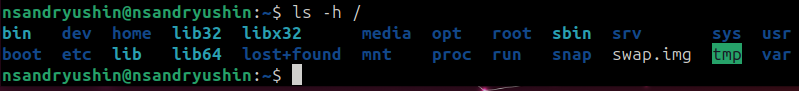 nsandryushin@nsandryushin:~$ ls -h /
bin dev home lib32 libx32 media opt root sbin srv sys usr
boot etc lib lib64 lost+found mnt proc run snap swap.img tmp var
nsandryushin@nsandryushin:~$